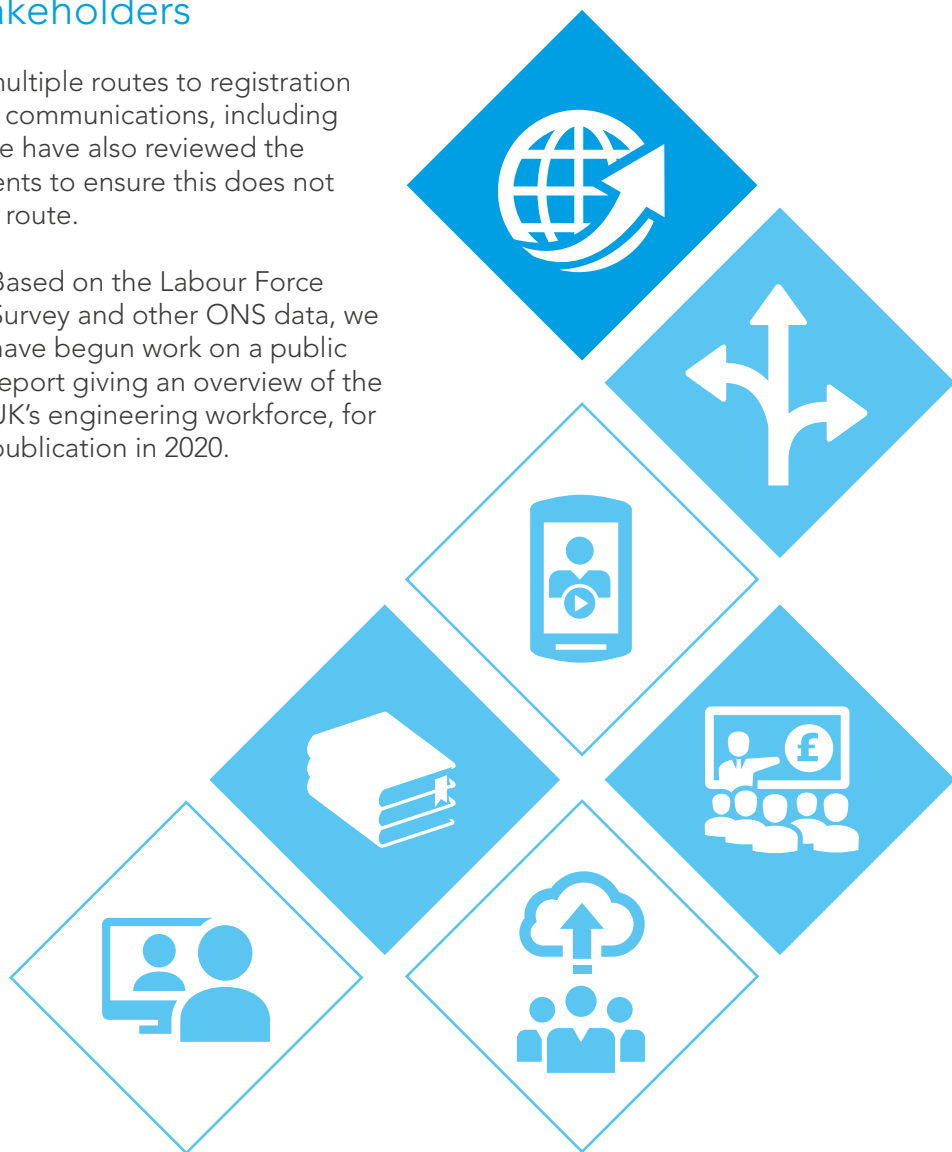 akeholders
nultiple routes to registration
communications, including
e have also reviewed the
ents to ensure this does not
route.
Based on the Labour Force
Survey and other ONS data, we
have begun work on a public
report giving an overview of the
UK's engineering workforce, for
publication in 2020.
£